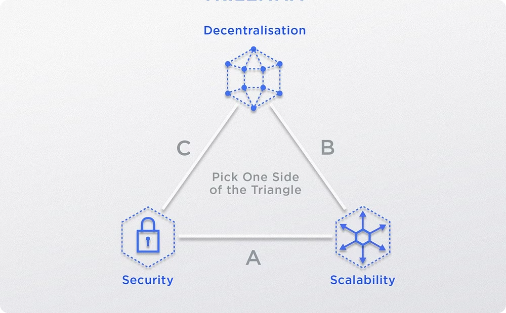 Decentralisation
C
B
Pick One Side
of the Triangle
A
Security
Scalability